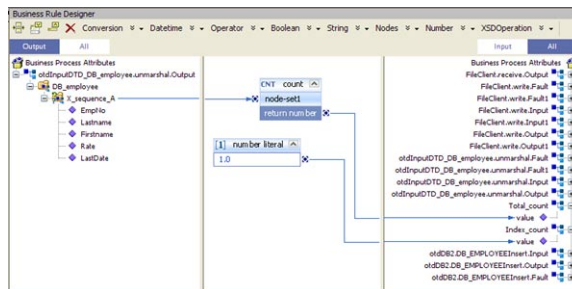 Business Rule Designer
Conversion Datetime Operator Boolean String Nodes Number XSDOperation
Output All
Input All
Business Process Attributes
otdInputDTD_DB_employee.unmarshal.Output
DB_employee
X_sequence_A
EmpNo
Lastname
Firstname
Rate
LastDate
CNT count
node-set1
return number
[1] number literal
1.0
Business Process Attributes
FileClient.receive.Output
FileClient.write.Fault
FileClient.write.Fault1
FileClient.write.Input
FileClient.write.Output
FileClient.write.Output1
otdInputDTD_DB_employee.unmarshal.Fault
otdInputDTD_DB_employee.unmarshal.Fault1
otdInputDTD_DB_employee.unmarshal.Input
otdInputDTD_DB_employee.unmarshal.Output
Total_count
value
Index_count
value
otdDB2.DB_EMPLOYEEInsert.Input
otdDB2.DB_EMPLOYEEInsert.Output
otdDB2.DB_EMPLOYEEInsert.Fault